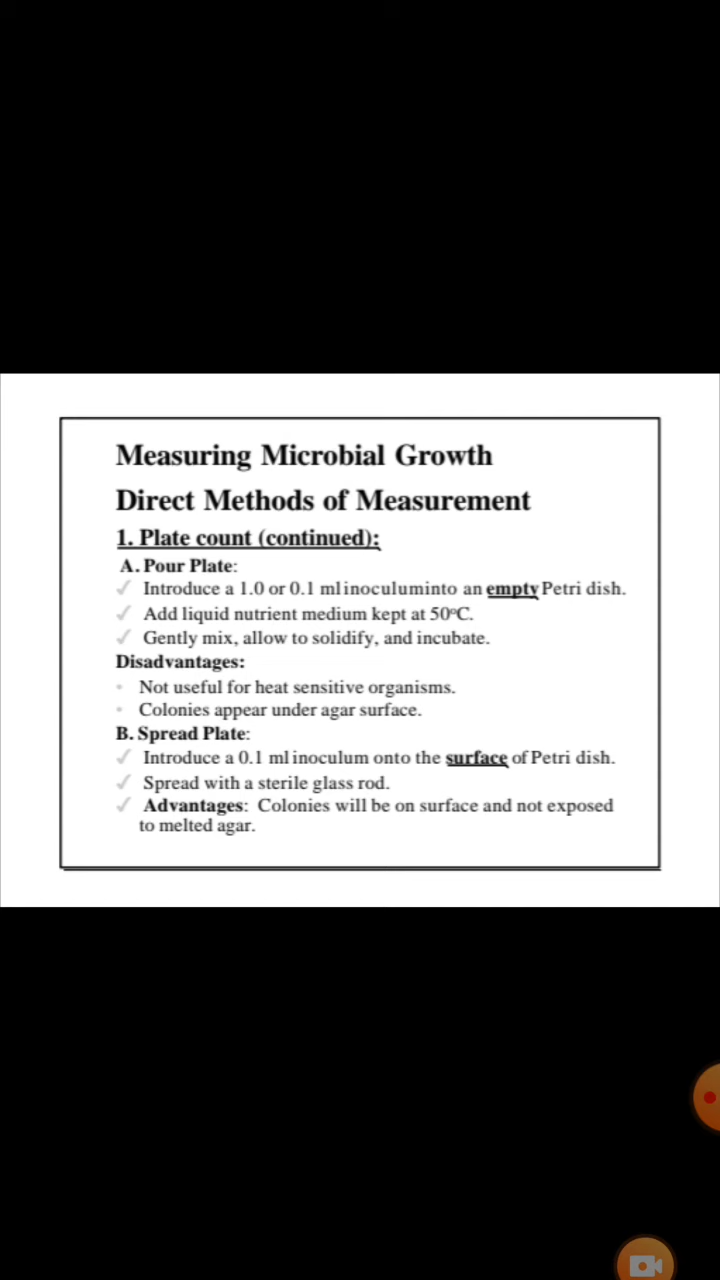 Measuring Microbial Growth
Direct Methods of Measurement
1. Plate count (continued):
A. Pour Plate:
✓ Introduce a 1.0 or 0.1 ml inoculuminto an empty Petri dish.
✓ Add liquid nutrient medium kept at 50ºC.
✓ Gently mix, allow to solidify, and incubate.
Disadvantages:
• Not useful for heat sensitive organisms.
• Colonies appear under agar surface.
B. Spread Plate:
✓ Introduce a 0.1 ml inoculum onto the surface of Petri dish.
✓ Spread with a sterile glass rod.
✓ Advantages: Colonies will be on surface and not exposed
to melted agar.